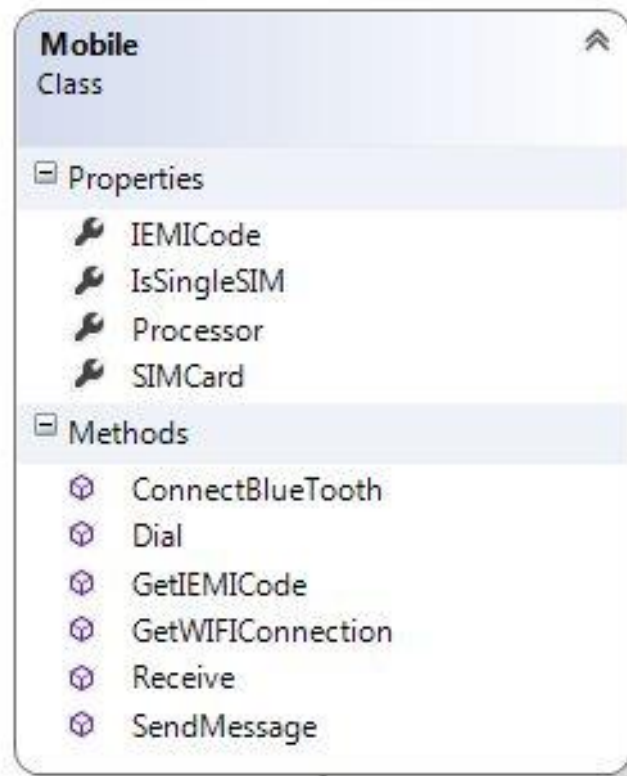 Mobile
Class
Properties
IEMICode
IsSingleSIM
Processor
SIMCard
Methods
ConnectBlueTooth
Dial
GetIEMICode
GetWIFIConnection
Receive
SendMessage